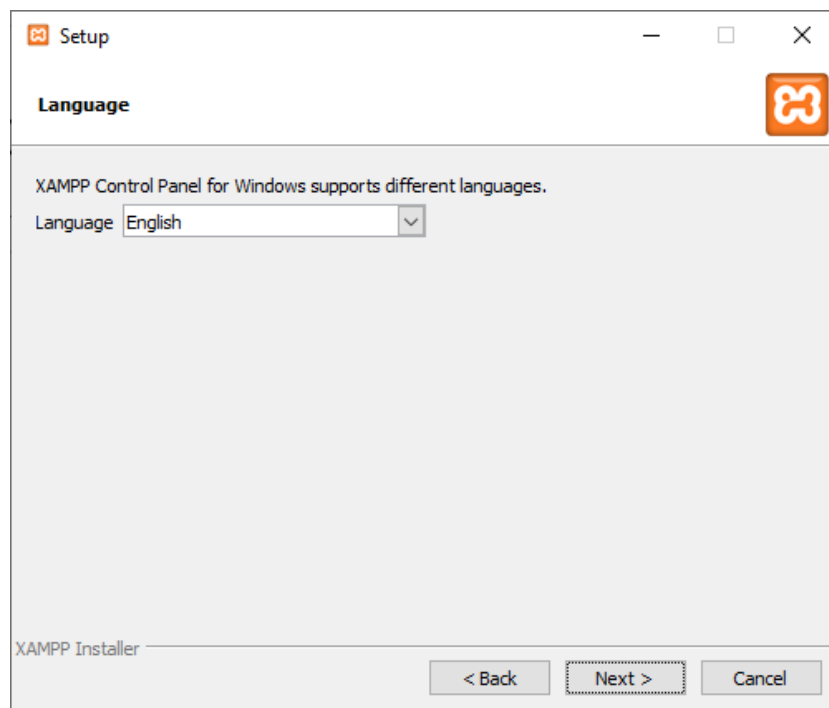 Setup
Language
XAMPP Control Panel for Windows supports different languages.
Language English
XAMPP Installer
< Back Next > Cancel